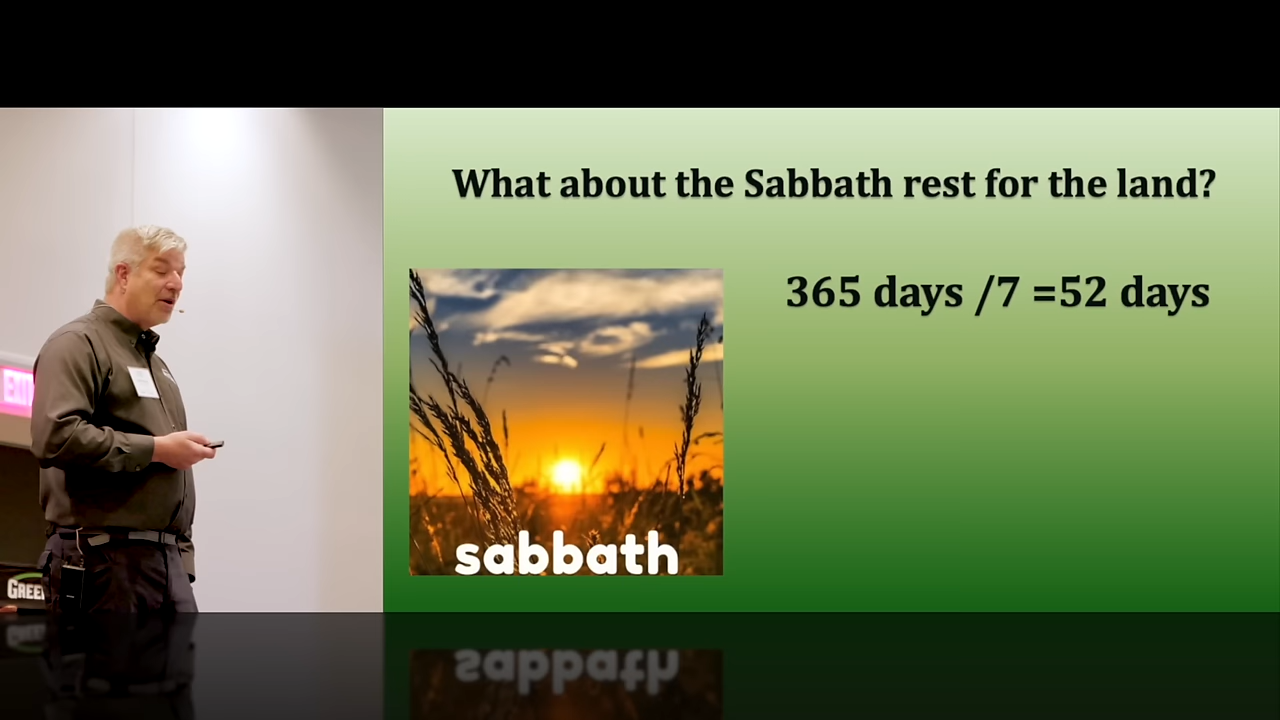 What about the Sabbath rest for the land?
365 days /7 =52 days
sabbath